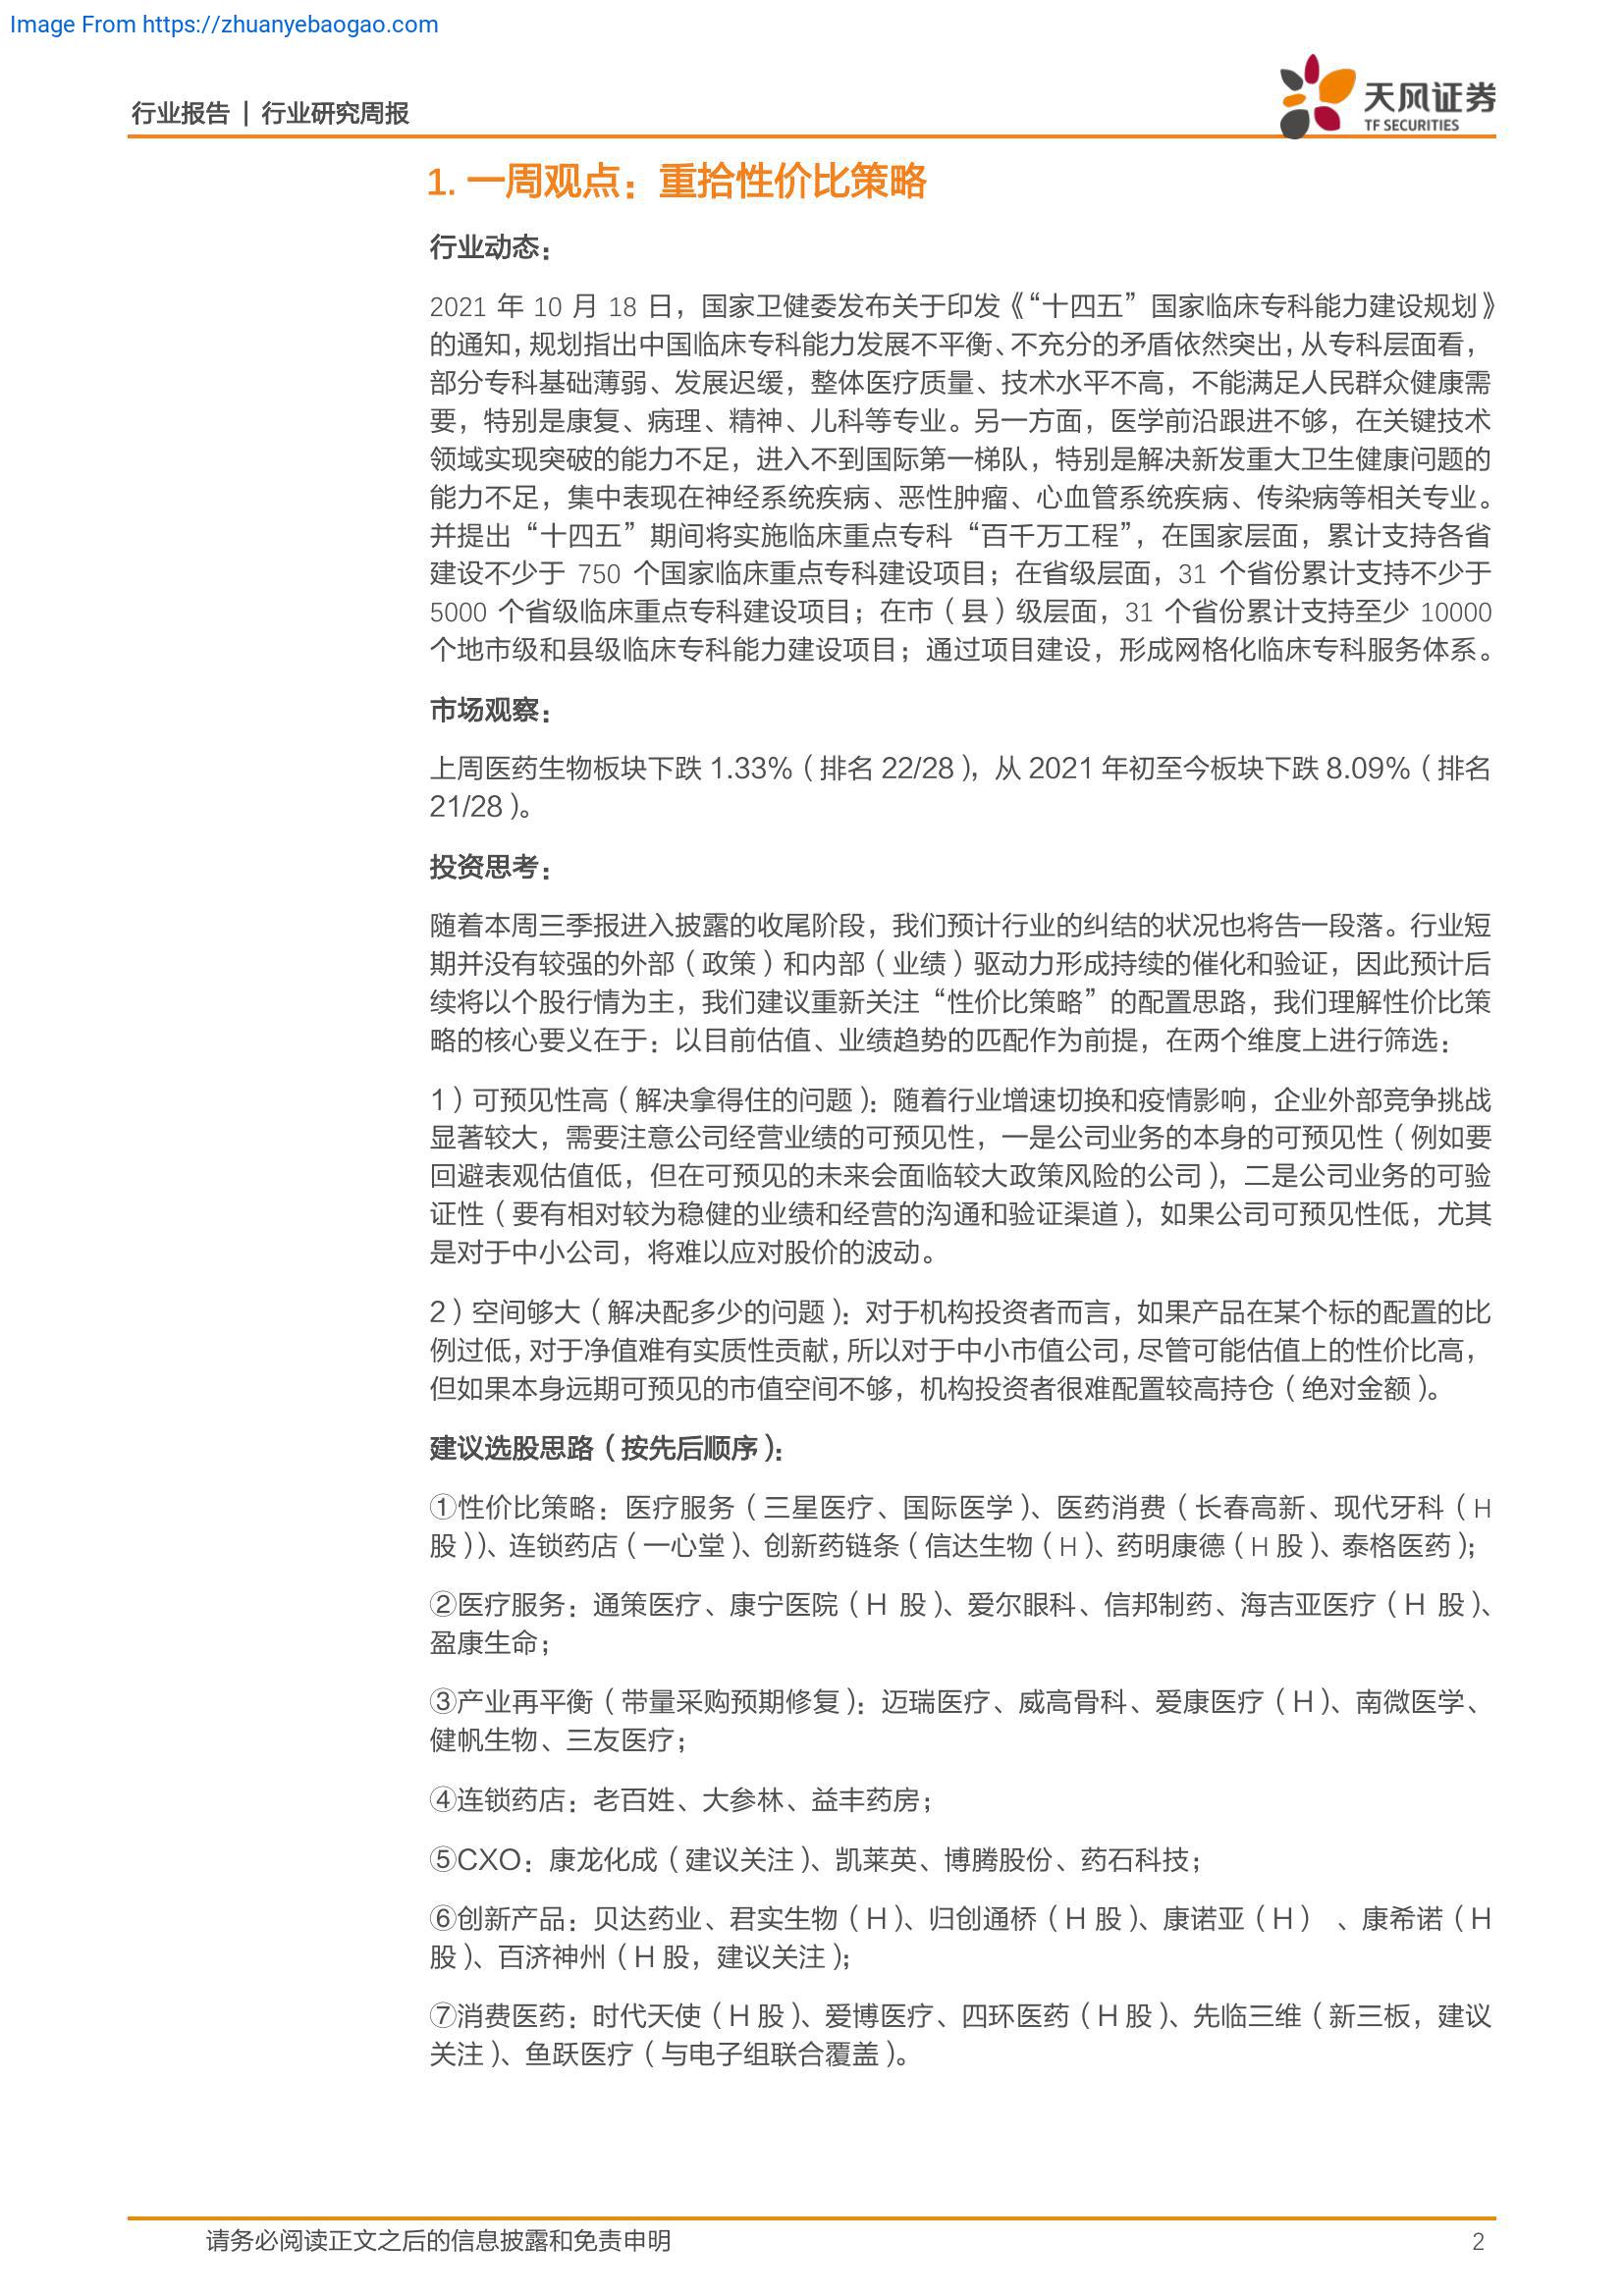 Image From https://zhuanyebaogao.com
行业报告 | 行业研究周报
天风证券
TF SECURITIES
1. 一周观点：重拾性价比策略
行业动态：
2021 年 10 月 18 日，国家卫健委发布关于印发《“十四五”国家临床专科能力建设规划》
的通知，规划指出中国临床专科能力发展不平衡、不充分的矛盾依然突出，从专科层面看，
部分专科基础薄弱、发展迟缓，整体医疗质量、技术水平不高，不能满足人民群众健康需
要，特别是康复、病理、精神、儿科等专业。另一方面，医学前沿跟进不够，在关键技术
领域实现突破的能力不足，进入不到国际第一梯队，特别是解决新发重大卫生健康问题的
能力不足，集中表现在神经系统疾病、恶性肿瘤、心血管系统疾病、传染病等相关专业。
并提出“十四五”期间将实施临床重点专科“百千万工程”，在国家层面，累计支持各省
建设不少于 750 个国家临床重点专科建设项目；在省级层面，31 个省份累计支持不少于
5000 个省级临床重点专科建设项目；在市（县）级层面，31 个省份累计支持至少 10000
个地市级和县级临床专科能力建设项目；通过项目建设，形成网格化临床专科服务体系。
市场观察：
上周医药生物板块下跌 1.33%（排名 22/28），从 2021 年初至今板块下跌 8.09%（排名
21/28）。
投资思考：
随着本周三季报进入披露的收尾阶段，我们预计行业的纠结的状况也将告一段落。行业短
期并没有较强的外部（政策）和内部（业绩）驱动力形成持续的催化和验证，因此预计后
续将以个股行情为主，我们建议重新关注“性价比策略”的配置思路，我们理解性价比策
略的核心要义在于：以目前估值、业绩趋势的匹配作为前提，在两个维度上进行筛选：
1）可预见性高（解决拿得住的问题）：随着行业增速切换和疫情影响，企业外部竞争挑战
显著较大，需要注意公司经营业绩的可预见性，一是公司业务的本身的可预见性（例如要
回避表观估值低，但在可预见的未来会面临较大政策风险的公司），二是公司业务的可验
证性（要有相对较为稳健的业绩和经营的沟通和验证渠道），如果公司可预见性低，尤其
是对于中小公司，将难以应对股价的波动。
2）空间够大（解决配多少的问题）：对于机构投资者而言，如果产品在某个标的配置的比
例过低，对于净值难有实质性贡献，所以对于中小市值公司，尽管可能估值上的性价比高，
但如果本身远期可预见的市值空间不够，机构投资者很难配置较高持仓（绝对金额）。
建议选股思路（按先后顺序）：
①性价比策略：医疗服务（三星医疗、国际医学）、医药消费（长春高新、现代牙科（H
股））、连锁药店（一心堂）、创新药链条（信达生物（H）、药明康德（H 股）、泰格医药）；
②医疗服务：通策医疗、康宁医院（H 股）、爱尔眼科、信邦制药、海吉亚医疗（H 股）、
盈康生命；
③产业再平衡（带量采购预期修复）：迈瑞医疗、威高骨科、爱康医疗（H）、南微医学、
健帆生物、三友医疗；
④连锁药店：老百姓、大参林、益丰药房；
⑤CXO：康龙化成（建议关注）、凯莱英、博腾股份、药石科技；
⑥创新产品：贝达药业、君实生物（H）、归创通桥（H 股）、康诺亚（H） 、康希诺（H
股）、百济神州（H 股，建议关注）；
⑦消费医药：时代天使（H 股）、爱博医疗、四环医药（H 股）、先临三维（新三板，建议
关注）、鱼跃医疗（与电子组联合覆盖）。
请务必阅读正文之后的信息披露和免责申明
2